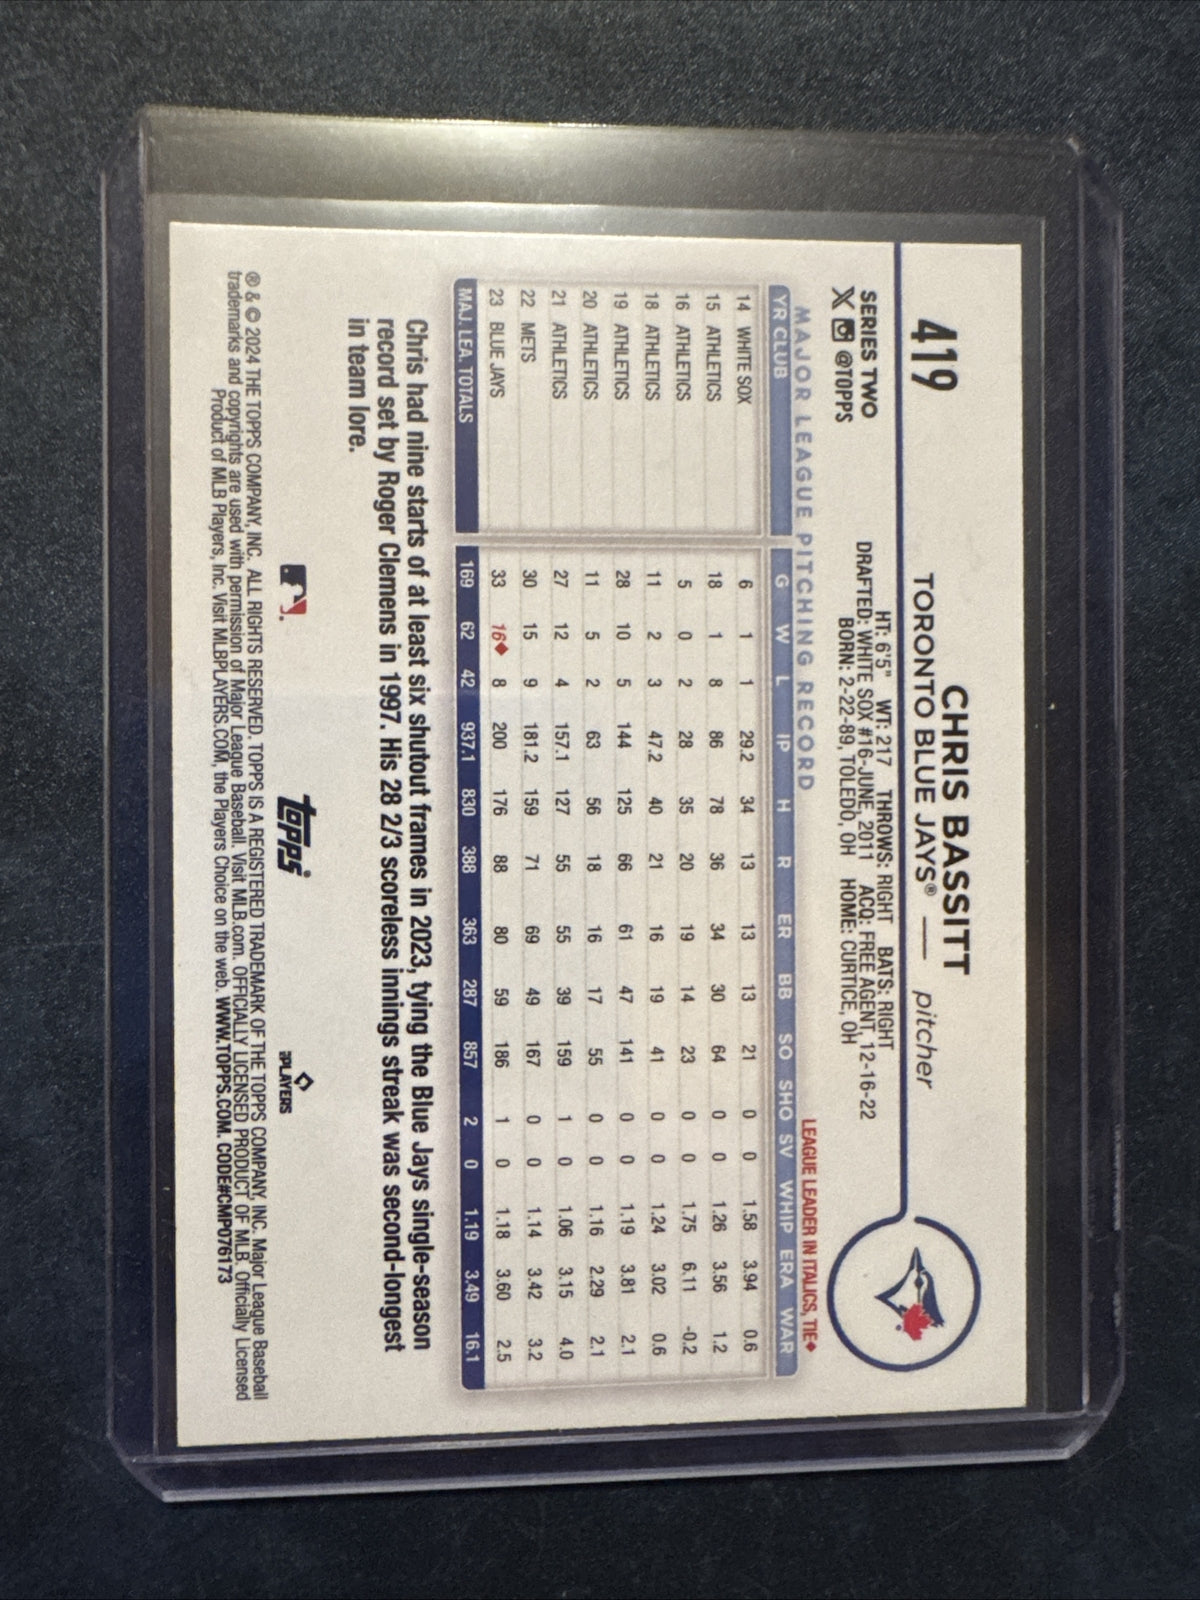 419
CHRIS BASSITT
TORONTO BLUE JAYS® — pitcher
SERIES TWO
@TOPPS
HT: 6'5" WT: 217 THROWS: RIGHT BATS: RIGHT
DRAFTED: WHITE SOX #16-JUNE, 2011 ACQ: FREE AGENT, 12-16-22
BORN: 2-22-89, TOLEDO, OH HOME: CURTICE, OH
MAJOR LEAGUE PITCHING RECORD
LEAGUE LEADER IN ITALICS, TIE♦
YR CLUB G W L IP H R ER BB SO SHO SV WHIP ERA WAR
14 WHITE SOX 6 1 1 29.2 34 13 13 13 21 0 0 1.58 3.94 0.6
15 ATHLETICS 18 1 8 86 78 36 34 30 64 0 0 1.26 3.56 1.2
16 ATHLETICS 5 0 2 28 35 20 19 14 23 0 0 1.75 6.11 -0.2
18 ATHLETICS 11 2 3 47.2 40 21 16 19 41 0 0 1.24 3.02 0.6
19 ATHLETICS 28 10 5 144 125 66 61 47 141 0 0 1.19 3.81 2.1
20 ATHLETICS 11 5 2 63 56 18 16 17 55 0 0 1.16 2.29 2.1
21 ATHLETICS 27 12 4 157.1 127 55 55 39 159 1 0 1.06 3.15 4.0
22 METS 30 15 9 181.2 159 71 69 49 167 0 0 1.14 3.42 3.2
23 BLUE JAYS 33 16♦ 8 200 176 88 80 59 186 1 0 1.18 3.60 2.5
MAJ. LEA. TOTALS 169 62 42 937.1 830 388 363 287 857 2 0 1.19 3.49 16.1
Chris had nine starts of at least six shutout frames in 2023, tying the Blue Jays single-season
record set by Roger Clemens in 1997. His 28 2/3 scoreless innings streak was second-longest
in team lore.
topps®
PLAYERS
® & © 2024 THE TOPPS COMPANY, INC. ALL RIGHTS RESERVED. TOPPS IS A REGISTERED TRADEMARK OF THE TOPPS COMPANY, INC. Major League Baseball
trademarks and copyrights are used with permission of Major League Baseball. Visit MLB.com. OFFICIALLY LICENSED PRODUCT OF MLB. Officially Licensed
Product of MLB Players, Inc. Visit MLBPLAYERS.COM, the Players Choice on the web. WWW.TOPPS.COM. CODE#CMP076173